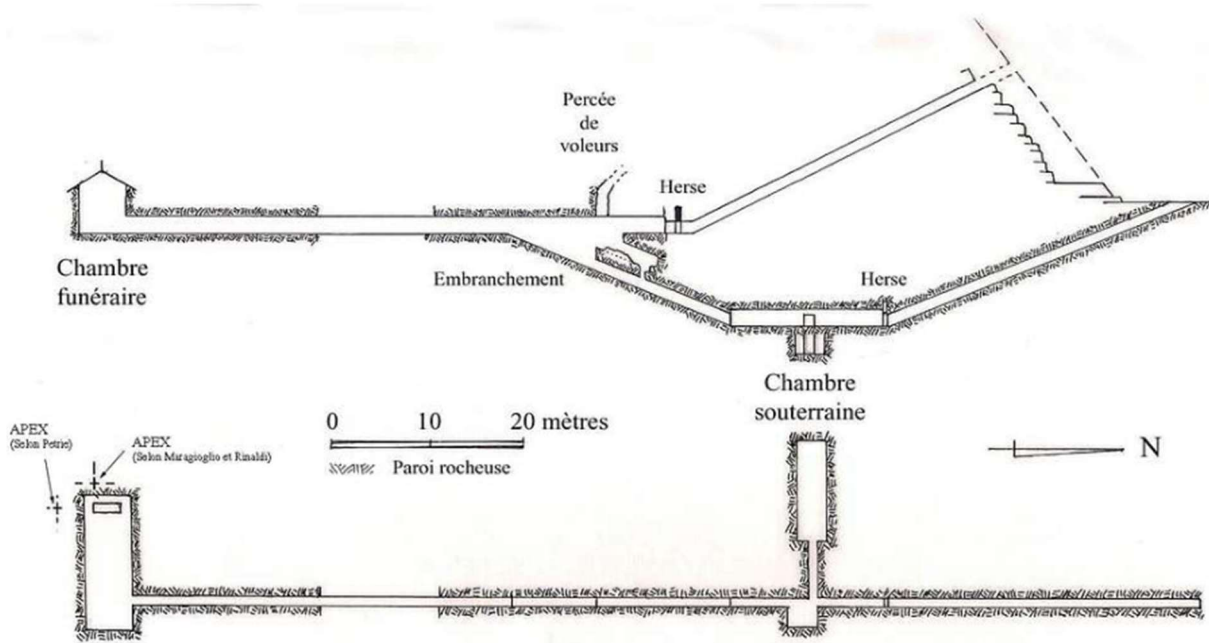 Percée
de
voleurs
Herse
Chambre
funéraire
Embranchement
Herse
Chambre
souterraine
0 10 20 mètres
Paroi rocheuse
APEX
(Selon Petrie)
APEX
(Selon Maragioglio et Rinaldi)
N